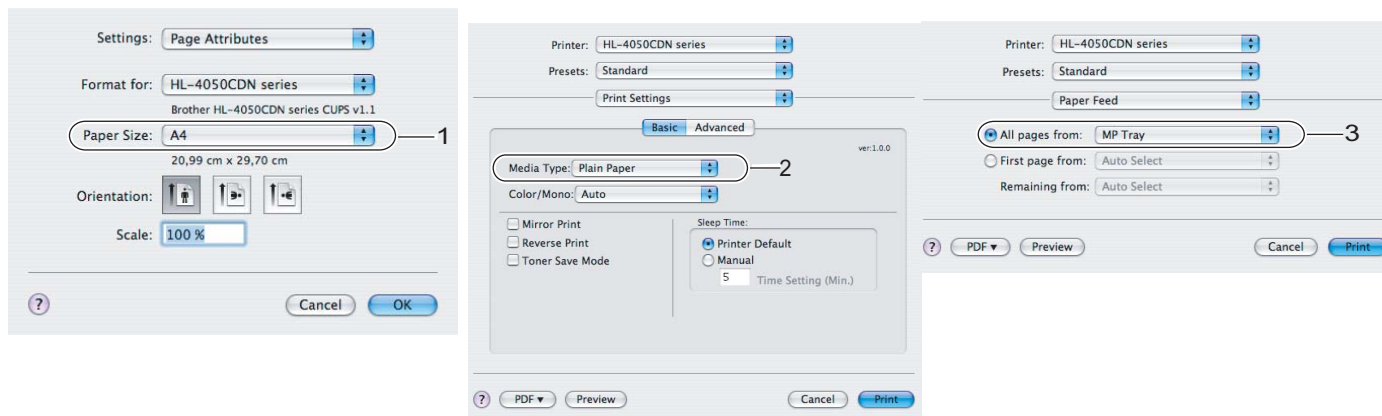 Settings: Page Attributes
Format for: HL-4050CDN series
Brother HL-4050CDN series CUPS v1.1
Paper Size: A4
1
20,99 cm x 29,70 cm
Orientation:
Scale: 100 %
? Cancel OK
Printer: HL-4050CDN series
Presets: Standard
Print Settings
Basic Advanced
ver:1.0.0
Media Type: Plain Paper
2
Color/Mono: Auto
Mirror Print
Reverse Print
Toner Save Mode
Sleep Time:
Printer Default
Manual
5 Time Setting (Min.)
? PDF ▾ Preview Cancel Print
Printer: HL-4050CDN series
Presets: Standard
Paper Feed
All pages from: MP Tray
3
First page from: Auto Select
Remaining from: Auto Select
? PDF ▾ Preview Cancel Print